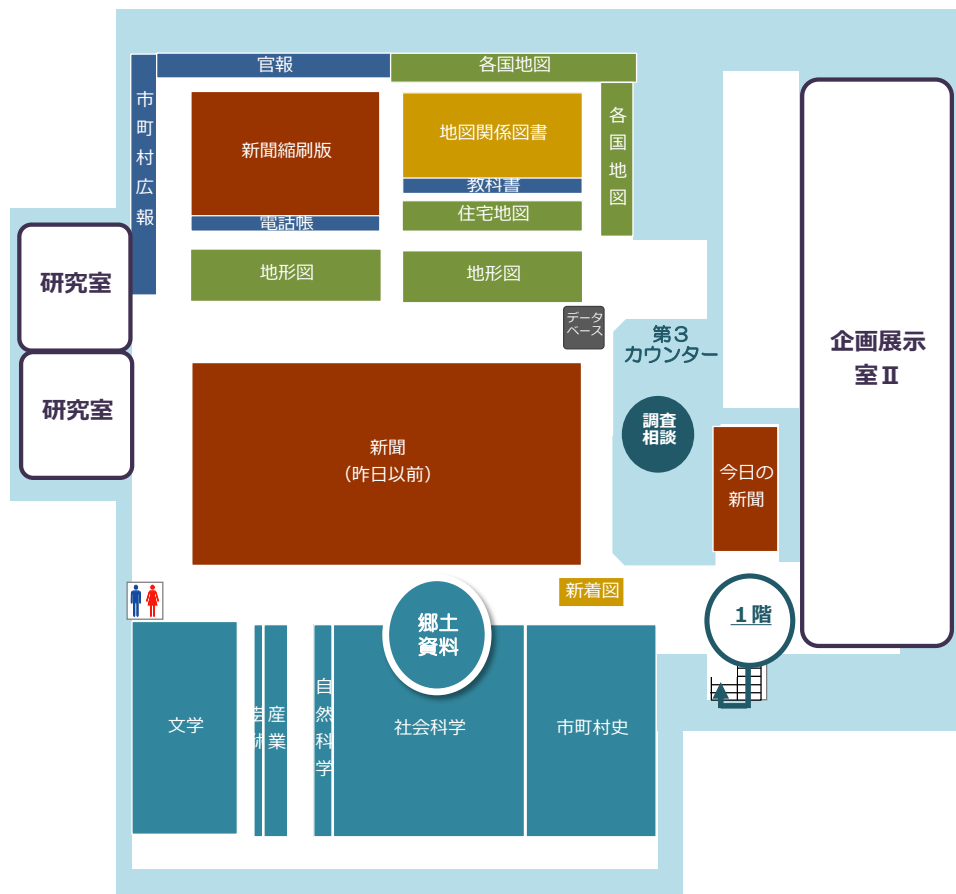 官報
各国地図
市町村広報
新聞縮刷版
地図関係図書
各国地図
教科書
電話帳
住宅地図
研究室
地形図
地形図
データ
ベース
第3
カウンター
企画展示
室Ⅱ
研究室
調査
相談
新聞
（昨日以前）
今日の
新聞
新着図
1階
郷土
資料
文学
芸術
産業
自然科学
社会科学
市町村史